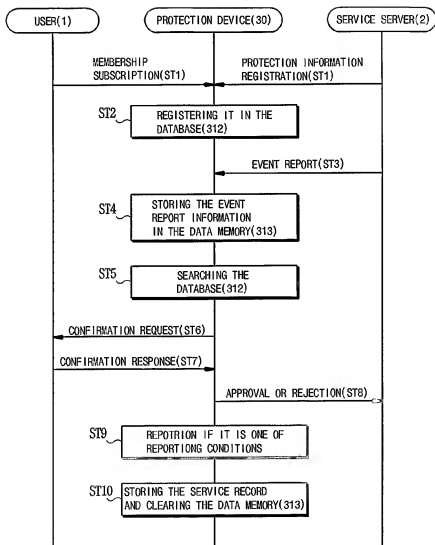 USER(1)
PROTECTION DEVICE(30)
SERVICE SERVER(2)
MEMBERSHIP
SUBSCRIPTION(ST1)
PROTECTION INFORMATION
REGISTRATION(ST1)
ST2
REGISTERING IT IN THE
DATABASE(312)
EVENT REPORT(ST3)
ST4
STORING THE EVENT
REPORT INFORMATION
IN THE DATA MEMORY(313)
ST5
SEARCHING THE
DATABASE(312)
CONFIRMATION REQUEST(ST6)
CONFIRMATION RESPONSE(ST7)
APPROVAL OR REJECTION(ST8)
ST9
REPOTRION IF IT IS ONE OF
REPORTIONG CONDITIONS
ST10
STORING THE SERVICE RECORD
AND CLEARING THE DATA MEMORY(313)